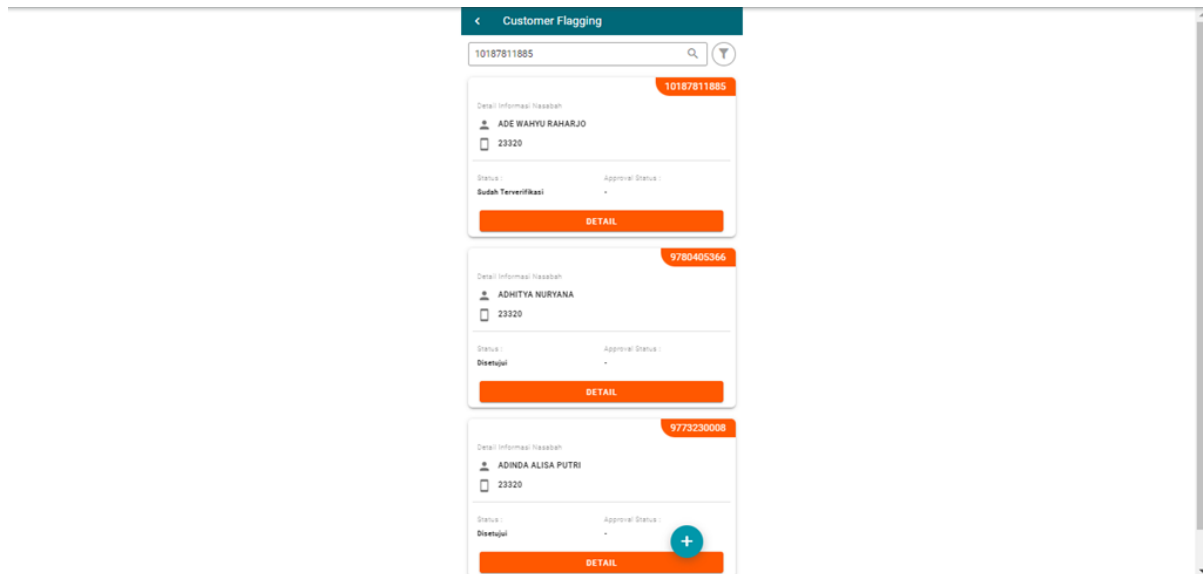 Customer Flagging
10187811885
10187811885
Detail Informasi Nasabah
ADE WAHYU RAHARJO
23320
Status : Approval Status :
Sudah Terverifikasi -
DETAIL
9780405366
Detail Informasi Nasabah
ADHITYA NURYANA
23320
Status : Approval Status :
Disetujui -
DETAIL
9773230008
Detail Informasi Nasabah
ADINDA ALISA PUTRI
23320
Status : Approval Status :
Disetujui -
DETAIL